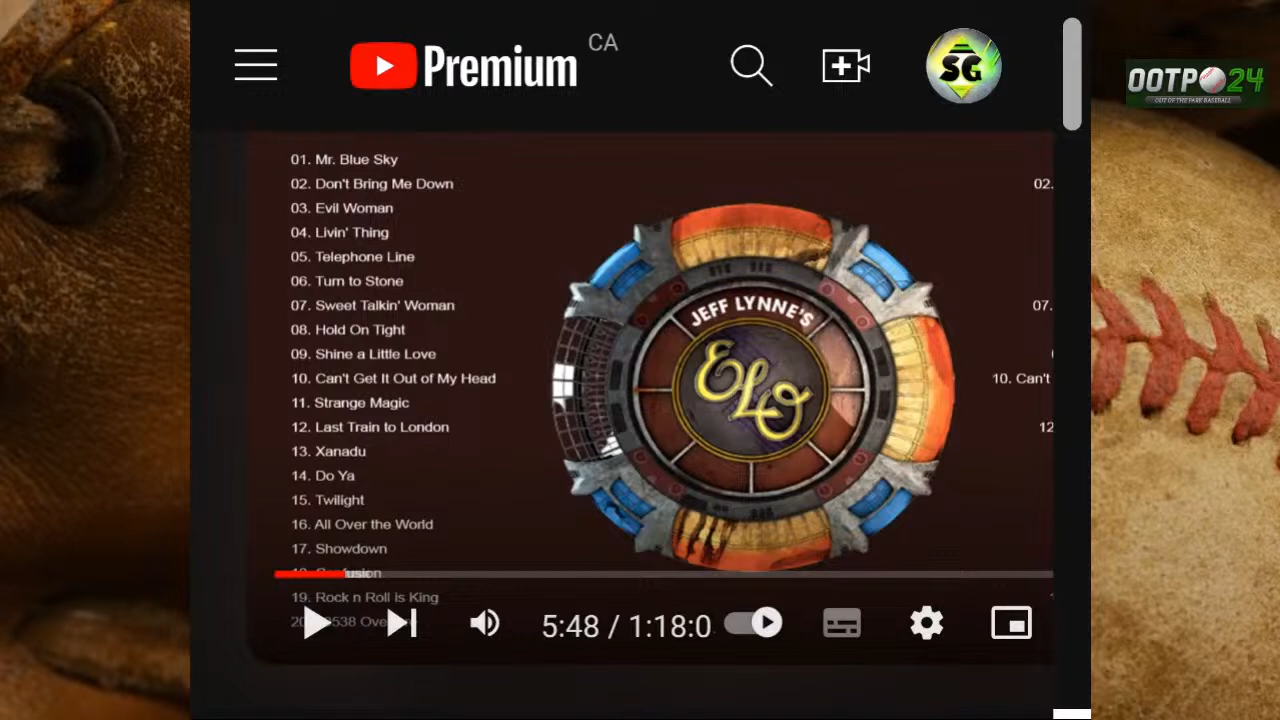 Premium CA
SG
OOTP 24
OUT OF THE PARK BASEBALL
01. Mr. Blue Sky
02. Don't Bring Me Down
03. Evil Woman
04. Livin' Thing
05. Telephone Line
06. Turn to Stone
07. Sweet Talkin' Woman
08. Hold On Tight
09. Shine a Little Love
10. Can't Get It Out of My Head
11. Strange Magic
12. Last Train to London
13. Xanadu
14. Do Ya
15. Twilight
16. All Over the World
17. Showdown
19. Rock n Roll is King
JEFF LYNNE'S
ELO
02.
07.
10. Can't
12
5:48 / 1:18:0